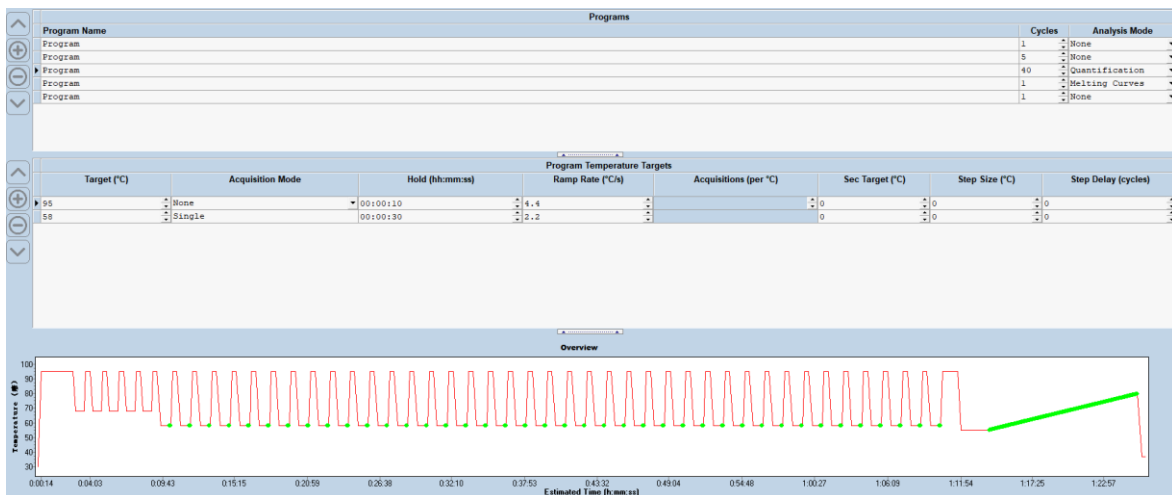 Programs
Program Name Cycles Analysis Mode
Program 1 None
Program 5 None
Program 40 Quantification
Program 1 Melting Curves
Program 1 None
Program Temperature Targets
Target (°C) Acquisition Mode Hold (hh:mm:ss) Ramp Rate (°C/s) Acquisitions (per °C) Sec Target (°C) Step Size (°C) Step Delay (cycles)
95 None 00:00:10 4.4 0 0 0
58 Single 00:00:30 2.2 0 0 0
Overview
Temperature
100
90
80
70
60
50
40
30
0:00:14 0:04:03 0:09:43 0:15:15 0:20:59 0:26:38 0:32:10 0:37:53 0:43:32 0:49:04 0:54:48 1:00:27 1:06:09 1:11:54 1:17:25 1:22:57
Estimated Time (h:mm:ss)